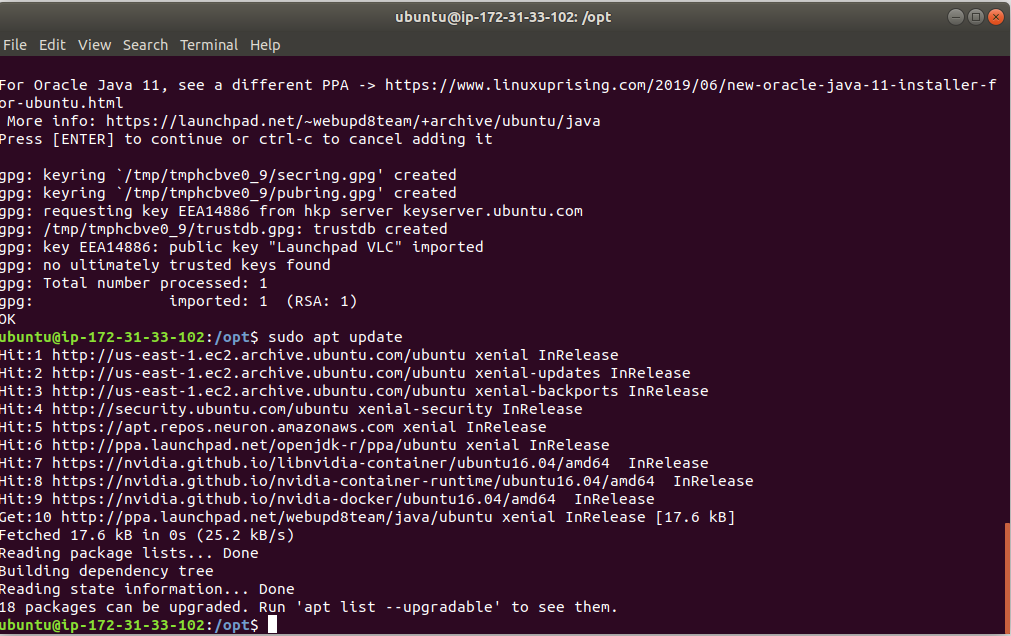 ubuntu@ip-172-31-33-102: /opt
File Edit View Search Terminal Help
For Oracle Java 11, see a different PPA -> https://www.linuxuprising.com/2019/06/new-oracle-java-11-installer-f
or-ubuntu.html
 More info: https://launchpad.net/~webupd8team/+archive/ubuntu/java
Press [ENTER] to continue or ctrl-c to cancel adding it
gpg: keyring `/tmp/tmphcbve0_9/secring.gpg' created
gpg: keyring `/tmp/tmphcbve0_9/pubring.gpg' created
gpg: requesting key EEA14886 from hkp server keyserver.ubuntu.com
gpg: /tmp/tmphcbve0_9/trustdb.gpg: trustdb created
gpg: key EEA14886: public key "Launchpad VLC" imported
gpg: no ultimately trusted keys found
gpg: Total number processed: 1
gpg:               imported: 1  (RSA: 1)
OK
ubuntu@ip-172-31-33-102:/opt$ sudo apt update
Hit:1 http://us-east-1.ec2.archive.ubuntu.com/ubuntu xenial InRelease
Hit:2 http://us-east-1.ec2.archive.ubuntu.com/ubuntu xenial-updates InRelease
Hit:3 http://us-east-1.ec2.archive.ubuntu.com/ubuntu xenial-backports InRelease
Hit:4 http://security.ubuntu.com/ubuntu xenial-security InRelease
Hit:5 https://apt.repos.neuron.amazonaws.com xenial InRelease
Hit:6 http://ppa.launchpad.net/openjdk-r/ppa/ubuntu xenial InRelease
Hit:7 https://nvidia.github.io/libnvidia-container/ubuntu16.04/amd64  InRelease
Hit:8 https://nvidia.github.io/nvidia-container-runtime/ubuntu16.04/amd64  InRelease
Hit:9 https://nvidia.github.io/nvidia-docker/ubuntu16.04/amd64  InRelease
Get:10 http://ppa.launchpad.net/webupd8team/java/ubuntu xenial InRelease [17.6 kB]
Fetched 17.6 kB in 0s (25.2 kB/s)
Reading package lists... Done
Building dependency tree
Reading state information... Done
18 packages can be upgraded. Run 'apt list --upgradable' to see them.
ubuntu@ip-172-31-33-102:/opt$